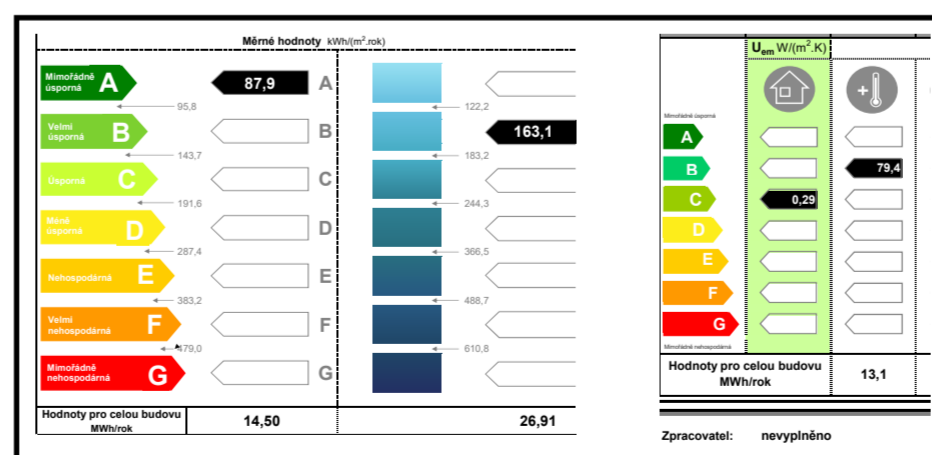 Měrné hodnoty kWh/(m².rok)
Mimořádně
úsporná
A
87,9
A
95,8
122,2
Velmi
úsporná
B
B
163,1
143,7
183,2
Úsporná
C
C
191,6
244,3
Méně
úsporná
D
D
287,4
366,5
Nehospodárná
E
E
383,2
488,7
Velmi
nehospodárná
F
F
479,0
610,8
Mimořádně
nehospodárná
G
G
Hodnoty pro celou budovu
MWh/rok
14,50
26,91
Uem W/(m².K)
+
Mimořádně úsporná
A
B
79,4
C
0,29
D
E
F
G
Mimořádně nehospodárná
Hodnoty pro celou budovu
MWh/rok
13,1
Zpracovatel: nevyplněno